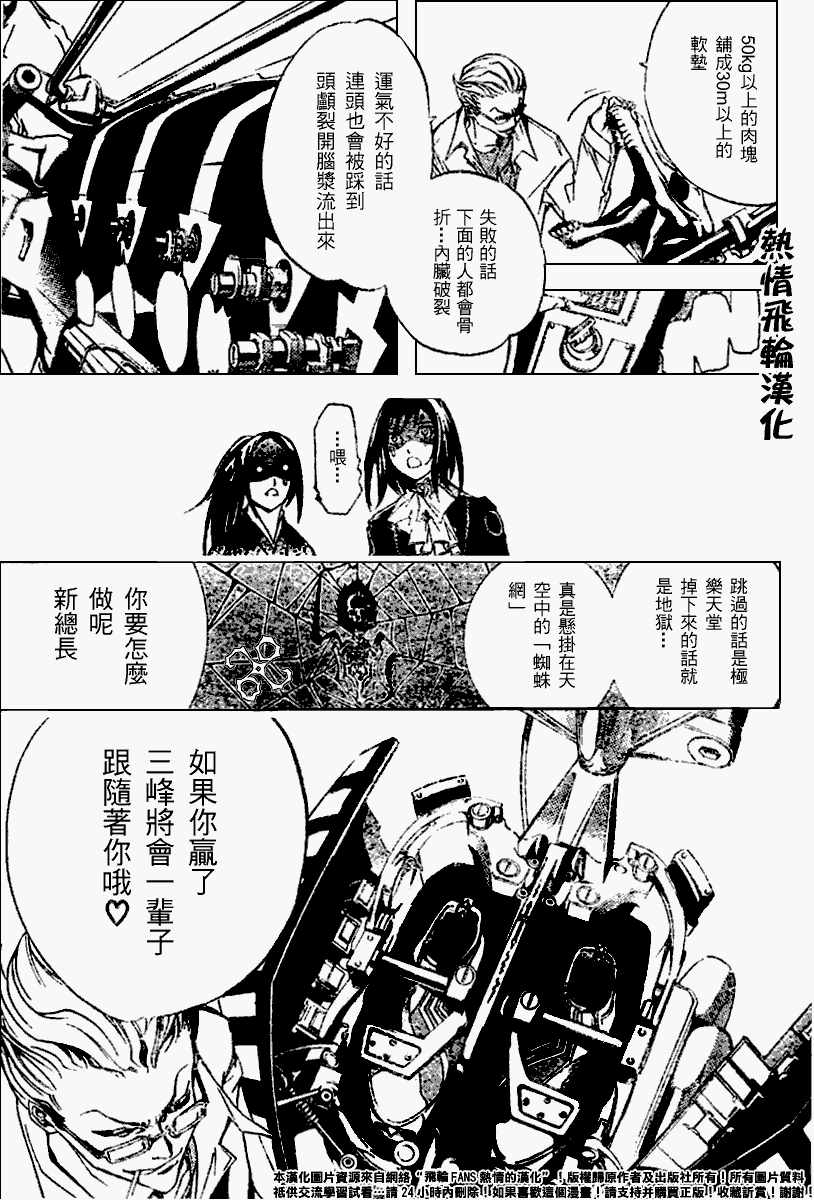 50kg以上的肉塊
舖成30m以上的
軟墊
失敗的話
下面的人都會骨
折…內臟破裂
運氣不好的話
連頭也會被踩到
頭顱裂開腦漿流出來
熱情飛輪漢化
…喂…
跳過的話是極
樂天堂
掉下來的話就
是地獄…
真是懸掛在天
空中的「蜘蛛
網」
你要怎麼
做呢
新總長
如果你贏了
三峰將會一輩子
跟隨著你哦♥
本漢化圖片資源來自網絡“飛輪FANS熱情的漢化”！版權歸原作者及出版社所有！所有圖片資料
祇供交流學習試看…請24小時內刪除！如果喜歡這個漫畫！請支持并購買正版！收藏訢賞！謝謝！